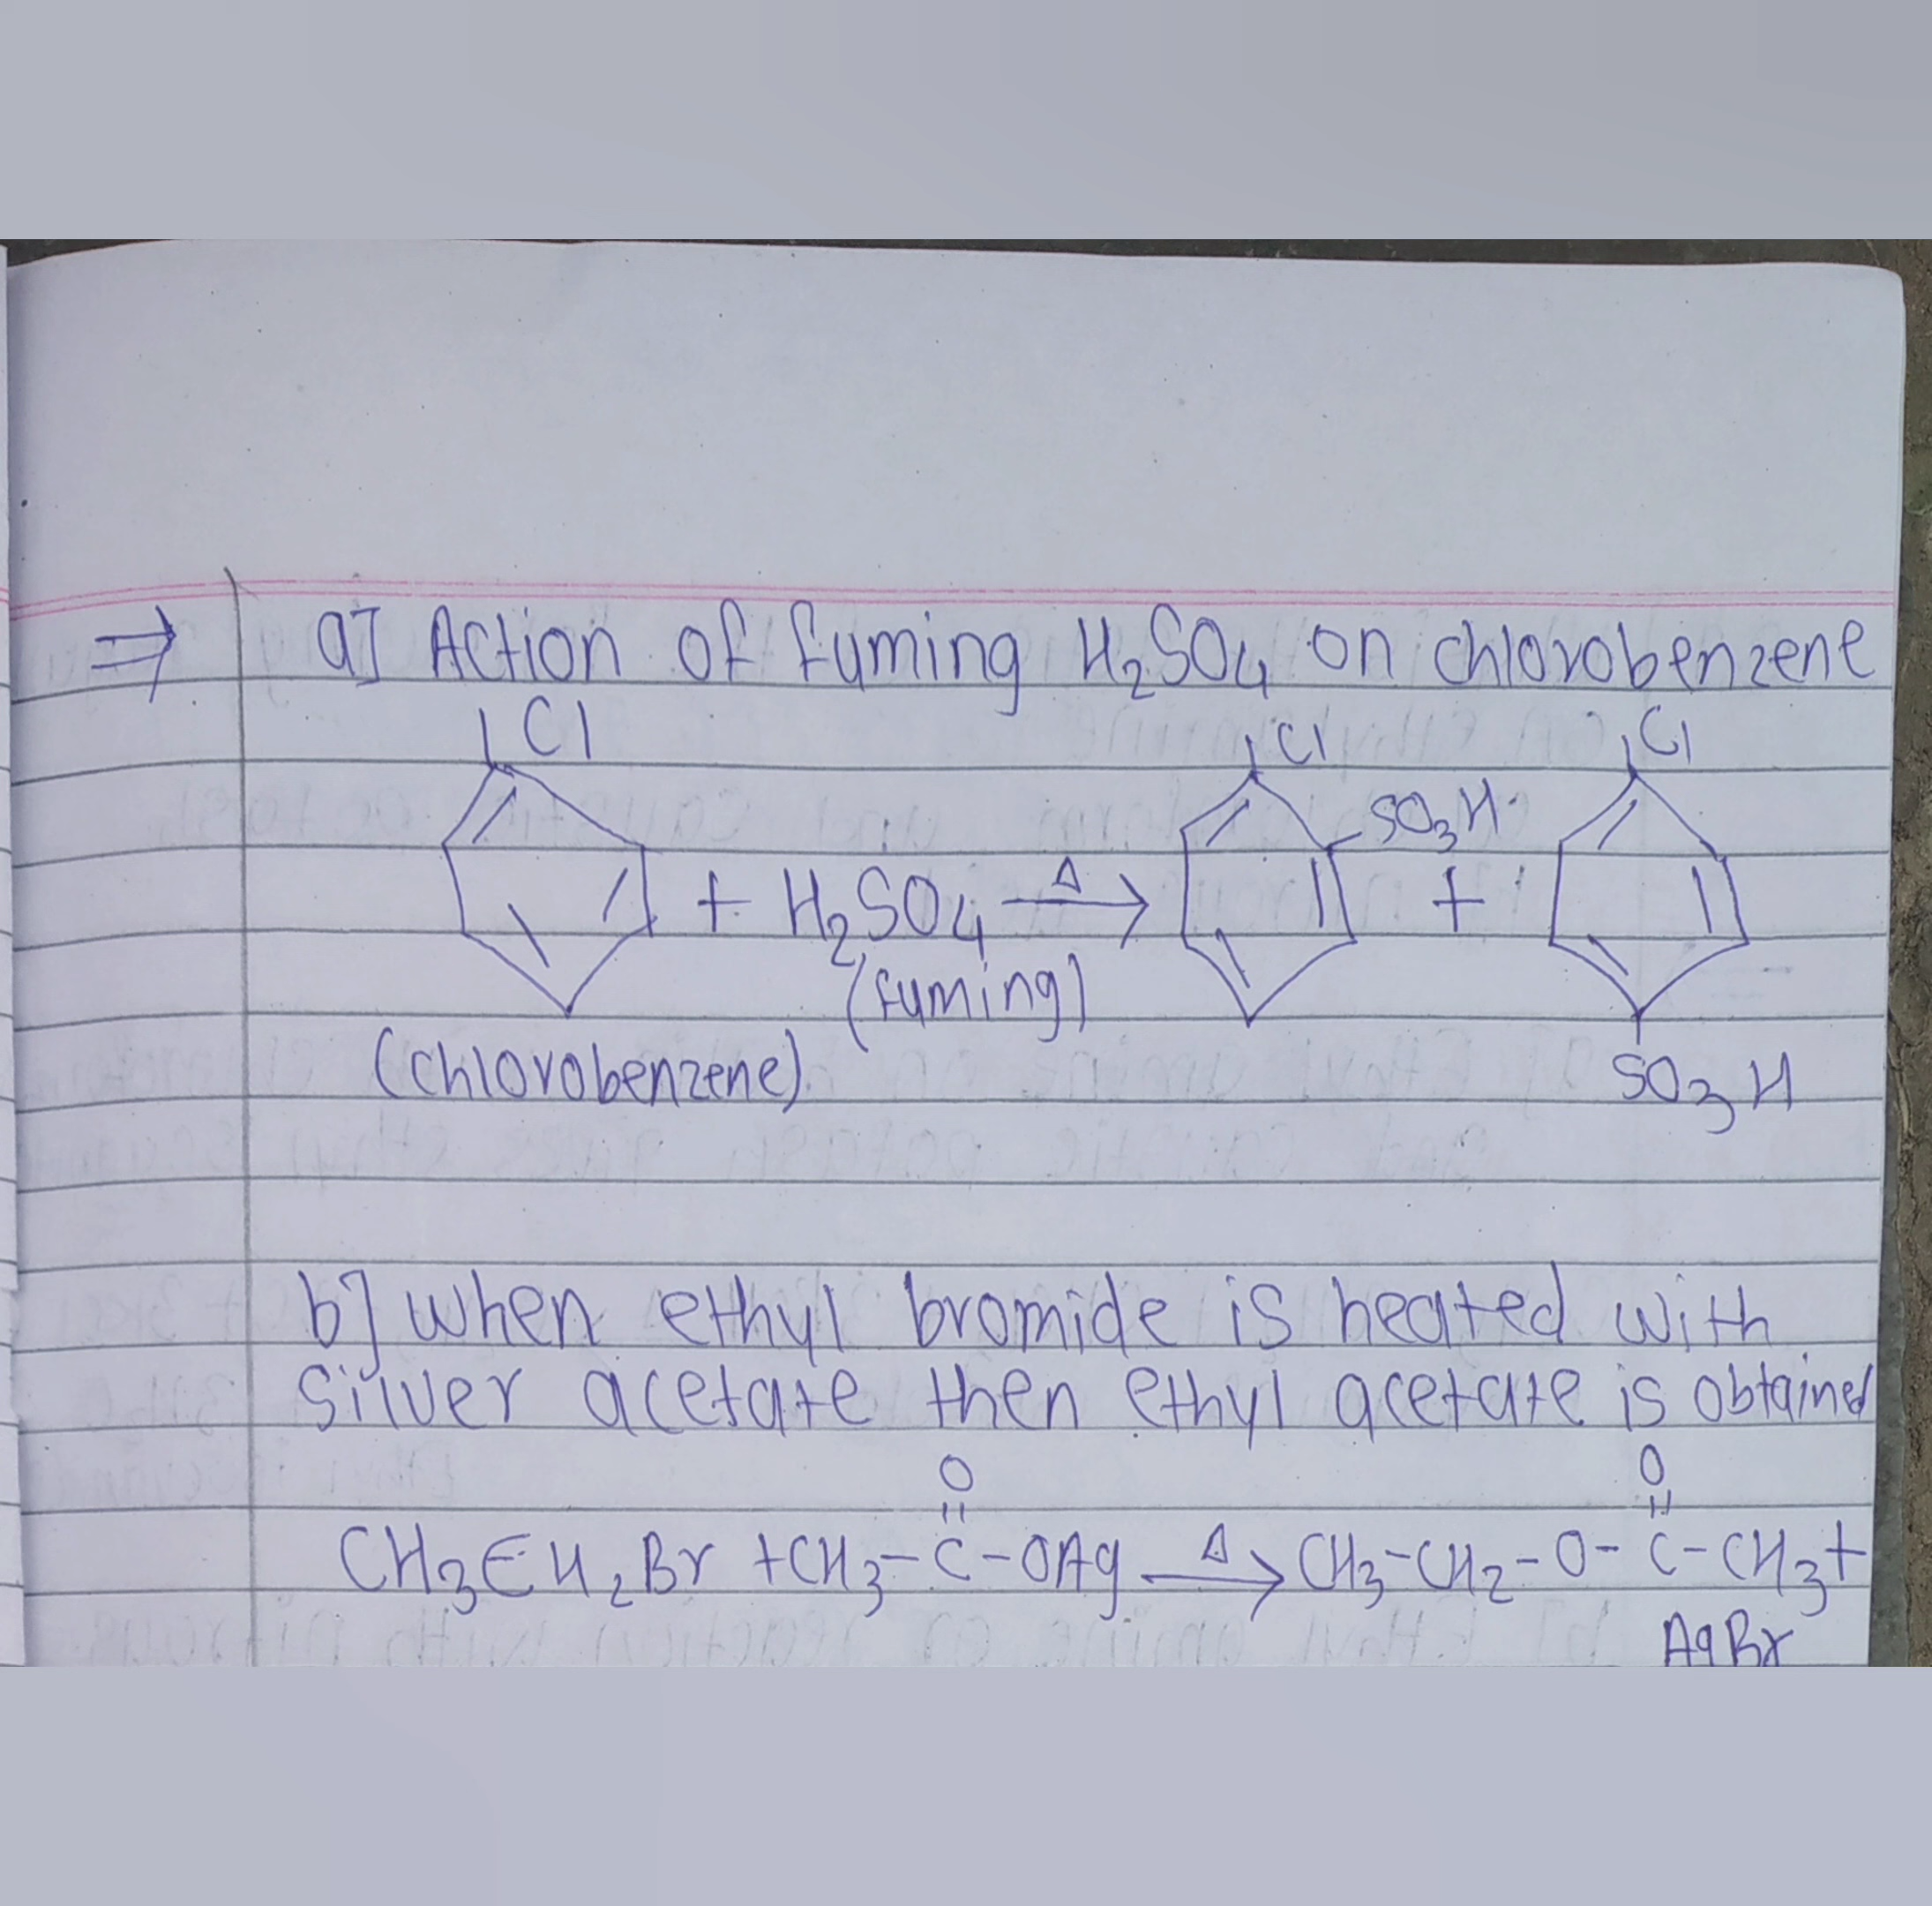 ⇒ a] Action of fuming H₂SO₄ on chlorobenzene
Cl Cl Cl
SO₃H
+ H₂SO₄ —Δ→ +
(fuming)
(chlorobenzene) SO₃H
b] when ethyl bromide is heated with
silver acetate then ethyl acetate is obtained
O O
CH₃CH₂Br + CH₃-C-OAg —Δ→ CH₃-CH₂-O-C-CH₃+
AgBr